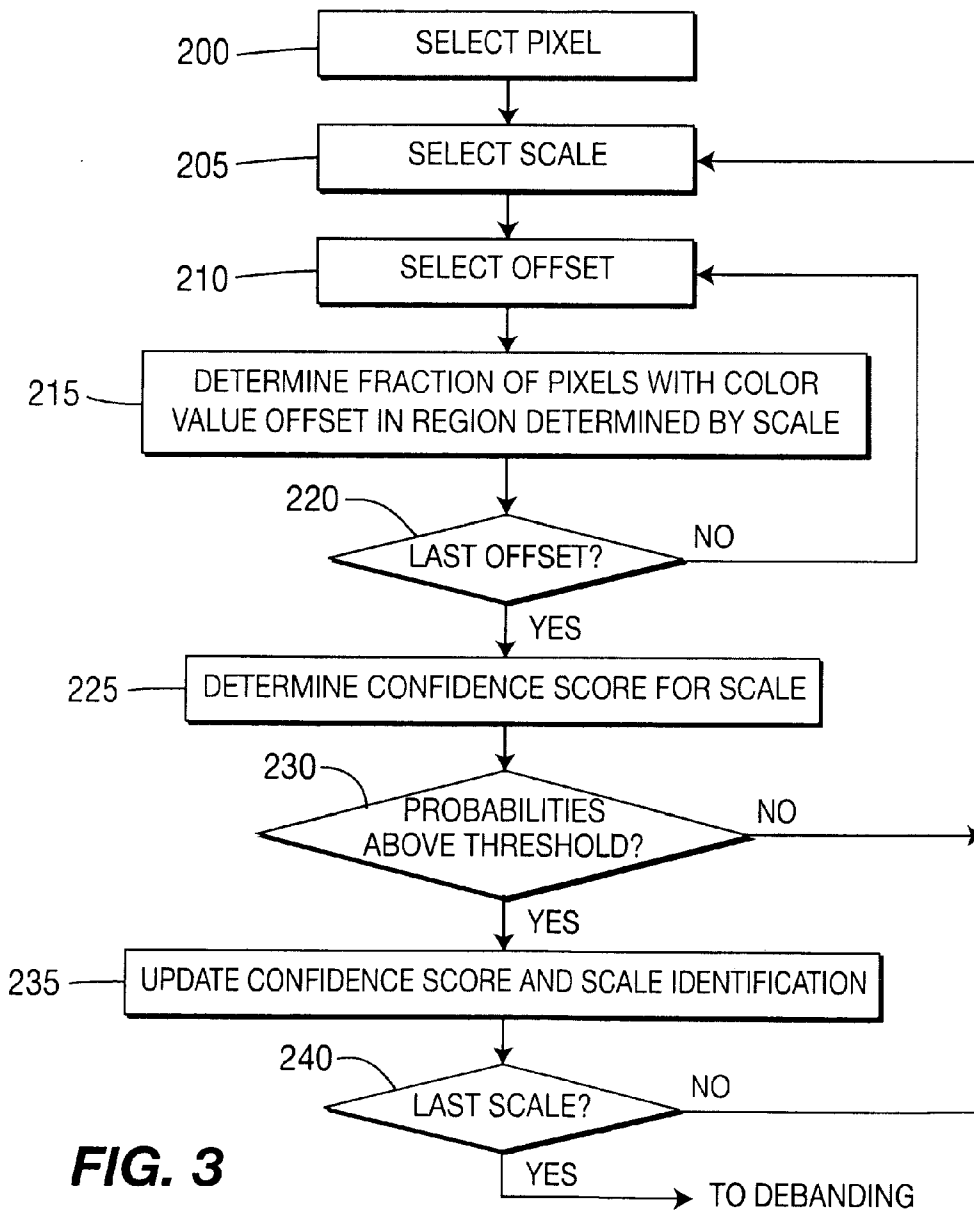 200
SELECT PIXEL
205
SELECT SCALE
210
SELECT OFFSET
215
DETERMINE FRACTION OF PIXELS WITH COLOR
VALUE OFFSET IN REGION DETERMINED BY SCALE
220
LAST OFFSET?
NO
YES
225
DETERMINE CONFIDENCE SCORE FOR SCALE
230
PROBABILITIES
ABOVE THRESHOLD?
NO
YES
235
UPDATE CONFIDENCE SCORE AND SCALE IDENTIFICATION
240
LAST SCALE?
NO
YES
TO DEBANDING
FIG. 3